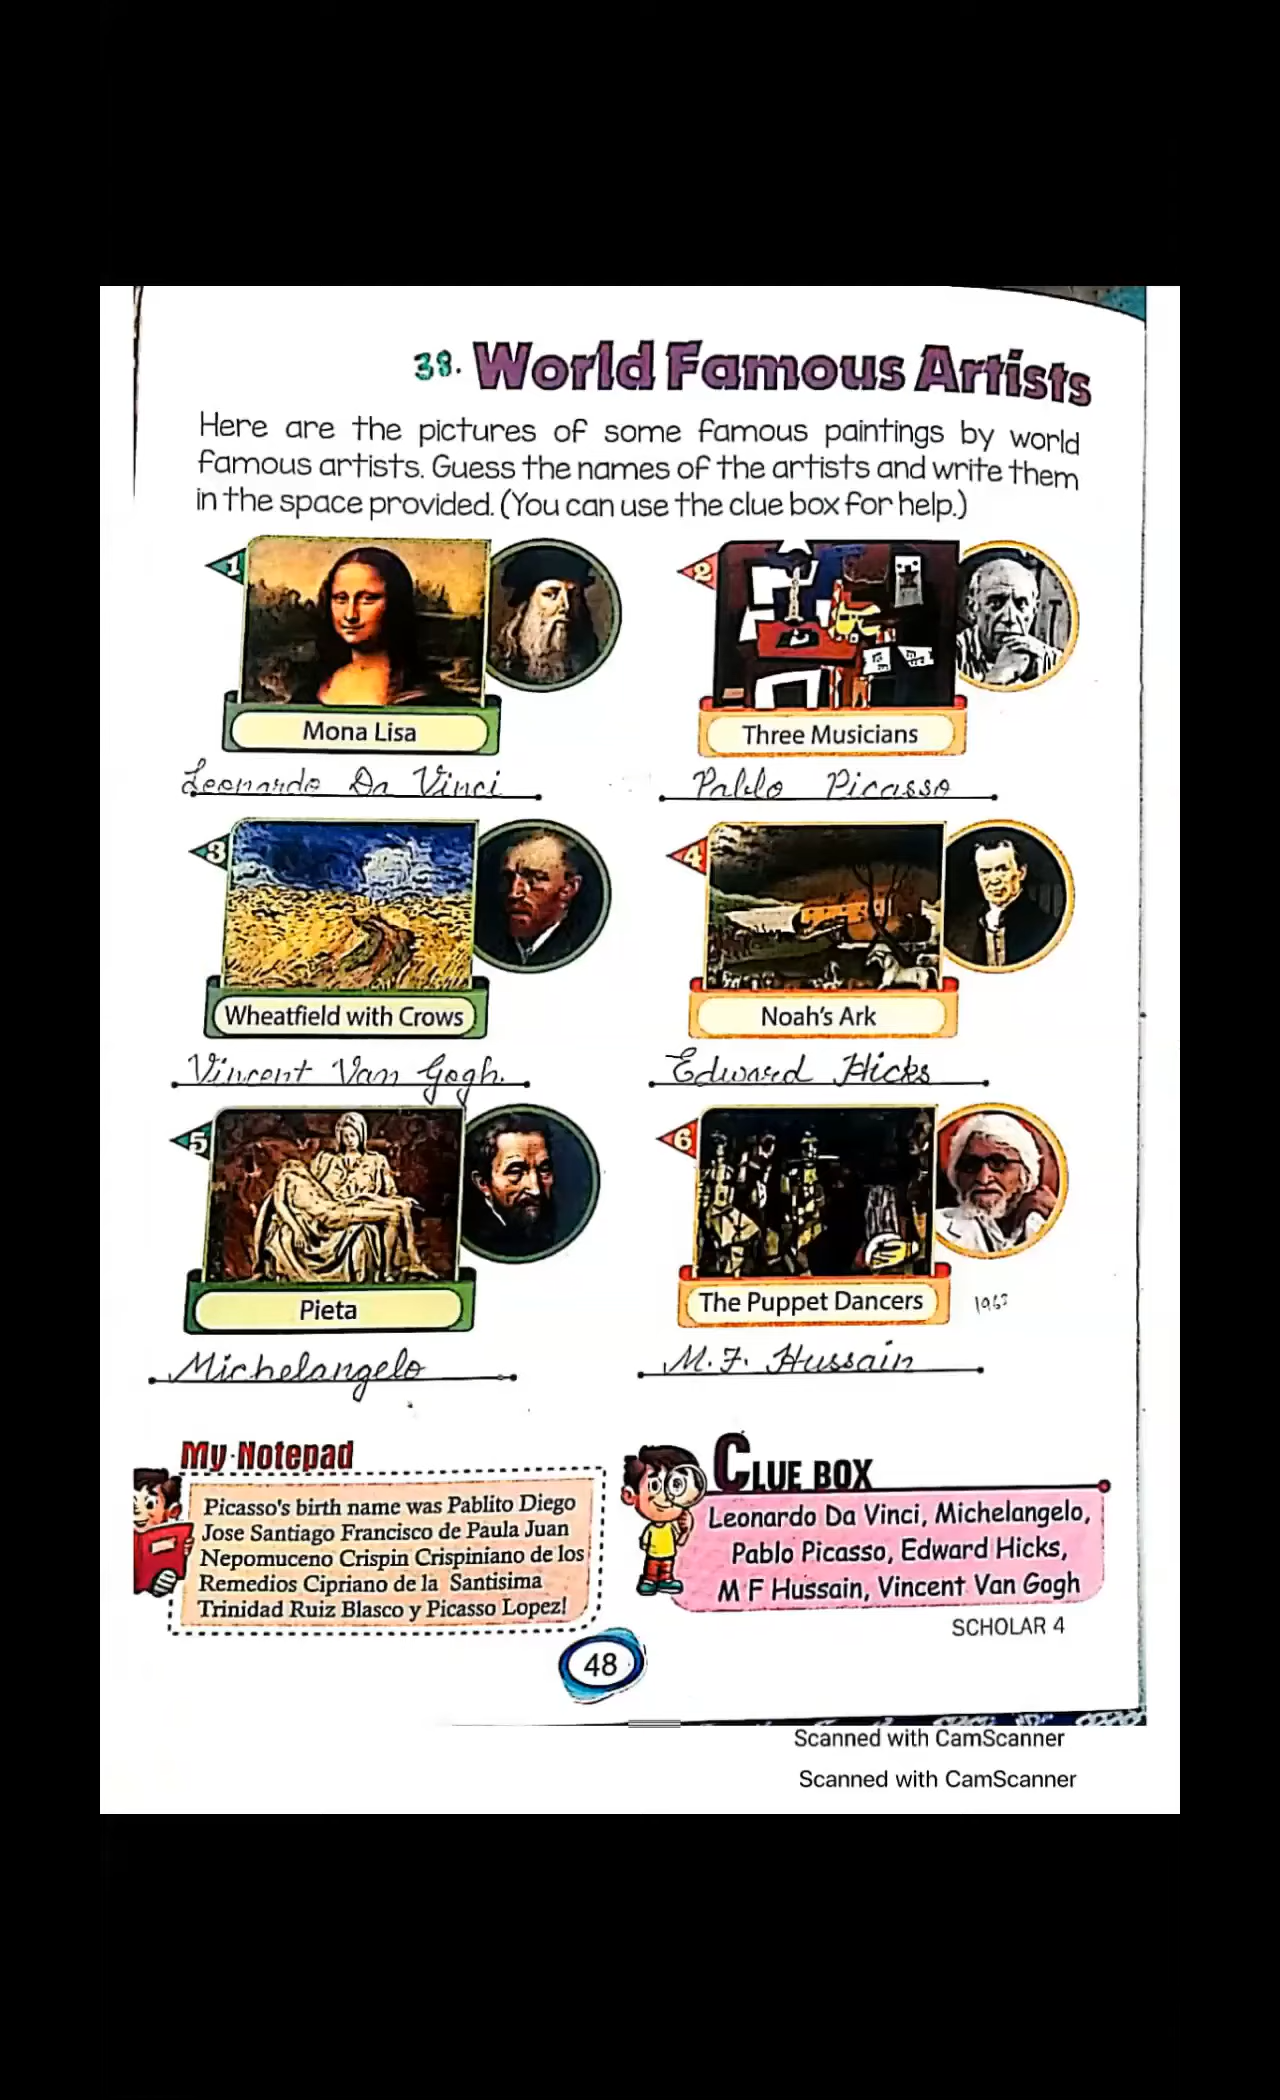 38. World Famous Artists
Here are the pictures of some famous paintings by world
famous artists. Guess the names of the artists and write them
in the space provided. (You can use the clue box for help.)
1
2
Mona Lisa
Three Musicians
Leonardo Da Vinci
Pablo Picasso
3
4
Wheatfield with Crows
Noah's Ark
Vincent Van Gogh.
Edward Hicks
5
6
Pieta
The Puppet Dancers
Michelangelo
M. F. Hussain
My Notepad
Picasso's birth name was Pablito Diego
Jose Santiago Francisco de Paula Juan
Nepomuceno Crispin Crispiniano de los
Remedios Cipriano de la Santisima
Trinidad Ruiz Blasco y Picasso Lopez!
CLUE BOX
Leonardo Da Vinci, Michelangelo,
Pablo Picasso, Edward Hicks,
M F Hussain, Vincent Van Gogh
SCHOLAR 4
48
Scanned with CamScanner
Scanned with CamScanner